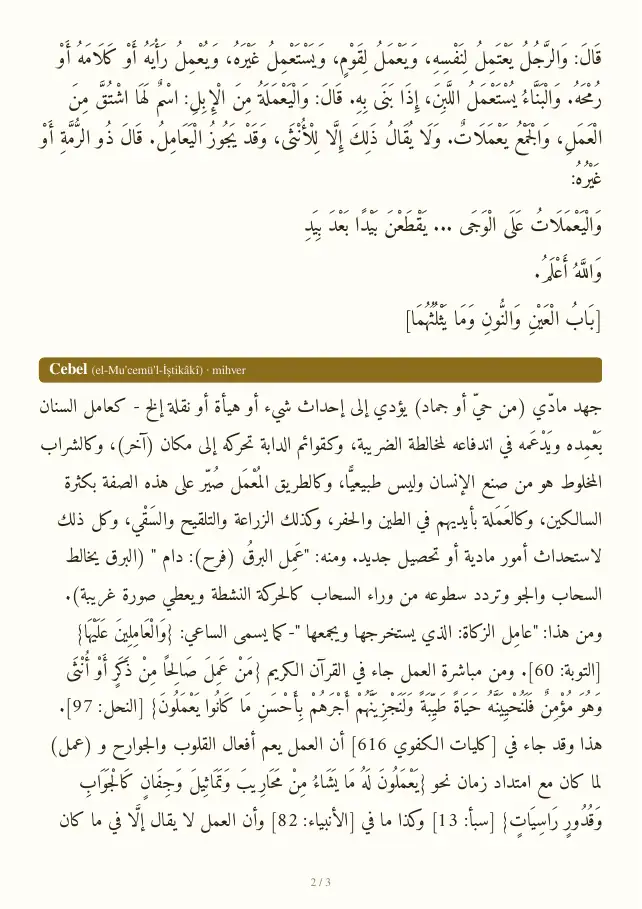 قَالَ: وَالرَّجُلُ يَعْتَمِلُ لِنَفْسِهِ، وَيَعْمَلُ لِقَوْمٍ، وَيَسْتَعْمِلُ غَيْرَهُ، وَيُعْمِلُ رَأْيَهُ أَوْ كَلَامَهُ أَوْ
رُمْحَهُ. وَالْبَنَّاءُ يُسْتَعْمَلُ اللَّبِنَ، إِذَا بَنَى بِهِ. قَالَ: وَالْيَعْمَلَةُ مِنَ الْإِبِلِ: اسْمٌ لَهَا اشْتُقَّ مِنَ
الْعَمَلِ، وَالْجَمْعُ يَعْمَلَاتٌ. وَلَا يُقَالُ ذَلِكَ إِلَّا لِلْأُنْثَى، وَقَدْ يَجُوزُ الْيَعَامِلُ. قَالَ ذُو الرُّمَّةِ أَوْ
غَيْرُهُ:
وَالْيَعْمَلَاتُ عَلَى الْوَجَى ... يَقْطَعْنَ بَيْدًا بَعْدَ بِيَدِ
وَاللَّهُ أَعْلَمُ.
[بَابُ الْعَيْنِ وَالنُّونِ وَمَا يَثْلُثُهُمَا]
Cebel (el-Mu'cemü'l-İştikâkî) · mihver
جهد مادّي (من حيّ أو جماد) يؤدي إلى إحداث شيء أو هيأة أو نقلة إلخ - كعامل السنان
يَعْمِده ويَدْعَمه في اندفاعه لمخالطة الضريبة، وكقوائم الدابة تحركه إلى مكان (آخر)، وكالشراب
المخلوط هو من صنع الإنسان وليس طبيعيًّا، وكالطريق المُعْمَل صُيّر على هذه الصفة بكثرة
السالكين، وكالعَمَلة بأيديهم في الطين والحفر، وكذلك الزراعة والتلقيح والسَقْي، وكل ذلك
لاستحداث أمور مادية أو تحصيل جديد. ومنه: "عَمِل البرقُ (فرح): دام " (البرق يخالط
السحاب والجو وتردد سطوعه من وراء السحاب كالحركة النشطة ويعطي صورة غريبة).
ومن هذا: "عامِل الزكاة: الذي يستخرجها ويجمعها "-كما يسمى الساعي: {وَالْعَامِلِينَ عَلَيْهَا}
[التوبة: 60]. ومن مباشرة العمل جاء في القرآن الكريم {مَنْ عَمِلَ صَالِحًا مِنْ ذَكَرٍ أَوْ أُنْثَى
وَهُوَ مُؤْمِنٌ فَلَنُحْيِيَنَّهُ حَيَاةً طَيِّبَةً وَلَنَجْزِيَنَّهُمْ أَجْرَهُمْ بِأَحْسَنِ مَا كَانُوا يَعْمَلُونَ} [النحل: 97].
هذا وقد جاء في [كليات الكفوي 616] أن العمل يعم أفعال القلوب والجوارح و (عمل)
لما كان مع امتداد زمان نحو {يَعْمَلُونَ لَهُ مَا يَشَاءُ مِنْ مَحَارِيبَ وَتَمَاثِيلَ وَجِفَانٍ كَالْجَوَابِ
وَقُدُورٍ رَاسِيَاتٍ} [سبأ: 13] وكذا ما في [الأنبياء: 82] وأن العمل لا يقال إلَّا في ما كان
2 / 3